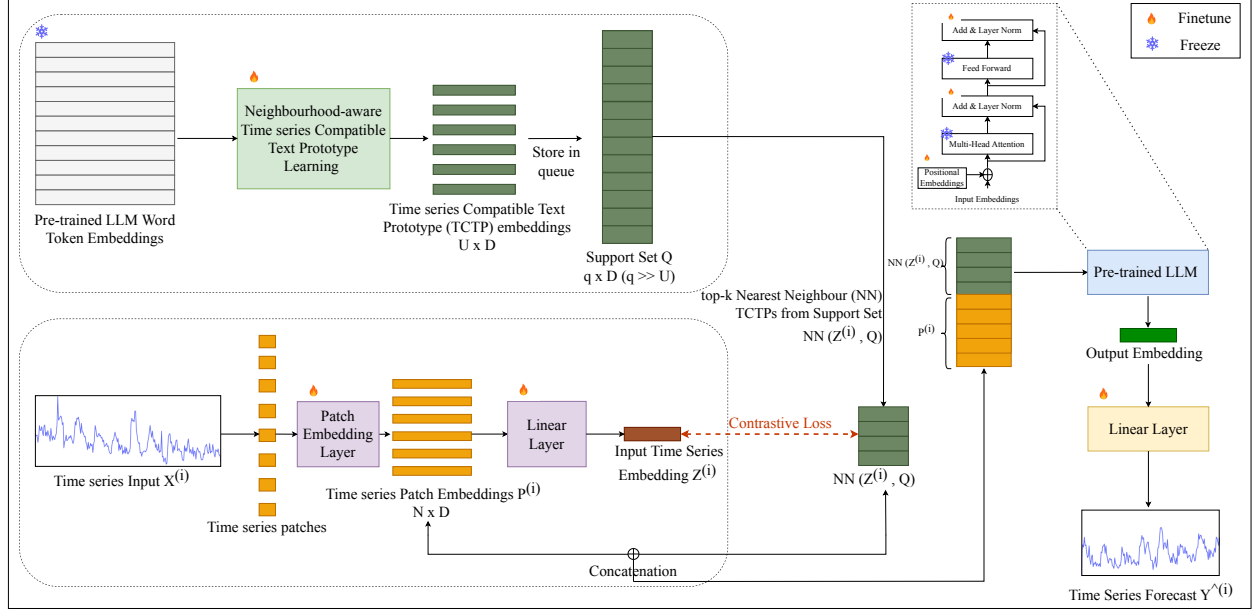 Finetune
Freeze
Add & Layer Norm
Feed Forward
Add & Layer Norm
Multi-Head Attention
Positional
Embeddings
Input Embeddings
Neighbourhood-aware
Time series Compatible
Text Prototype
Learning
Pre-trained LLM Word
Token Embeddings
Time series Compatible Text
Prototype (TCTP) embeddings
U x D
Store in
queue
Support Set Q
q x D (q >> U)
top-k Nearest Neighbour (NN)
TCTPs from Support Set
NN (Z^(i) , Q)
NN (Z^(i) , Q)
P^(i)
Pre-trained LLM
Output Embedding
Linear Layer
Time Series Forecast Y^^(i)
Time series Input X^(i)
Time series patches
Patch
Embedding
Layer
Time series Patch Embeddings P^(i)
N x D
Linear
Layer
Input Time Series
Embedding Z^(i)
Contrastive Loss
NN (Z^(i) , Q)
Concatenation